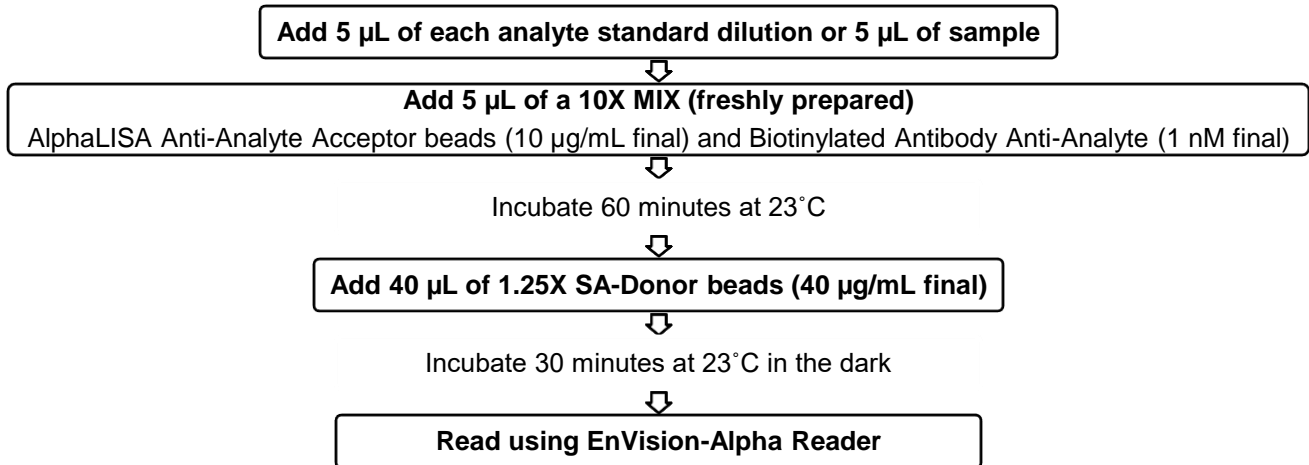 Add 5 µL of each analyte standard dilution or 5 µL of sample
Add 5 µL of a 10X MIX (freshly prepared)
AlphaLISA Anti-Analyte Acceptor beads (10 µg/mL final) and Biotinylated Antibody Anti-Analyte (1 nM final)
Incubate 60 minutes at 23˚C
Add 40 µL of 1.25X SA-Donor beads (40 µg/mL final)
Incubate 30 minutes at 23˚C in the dark
Read using EnVision-Alpha Reader